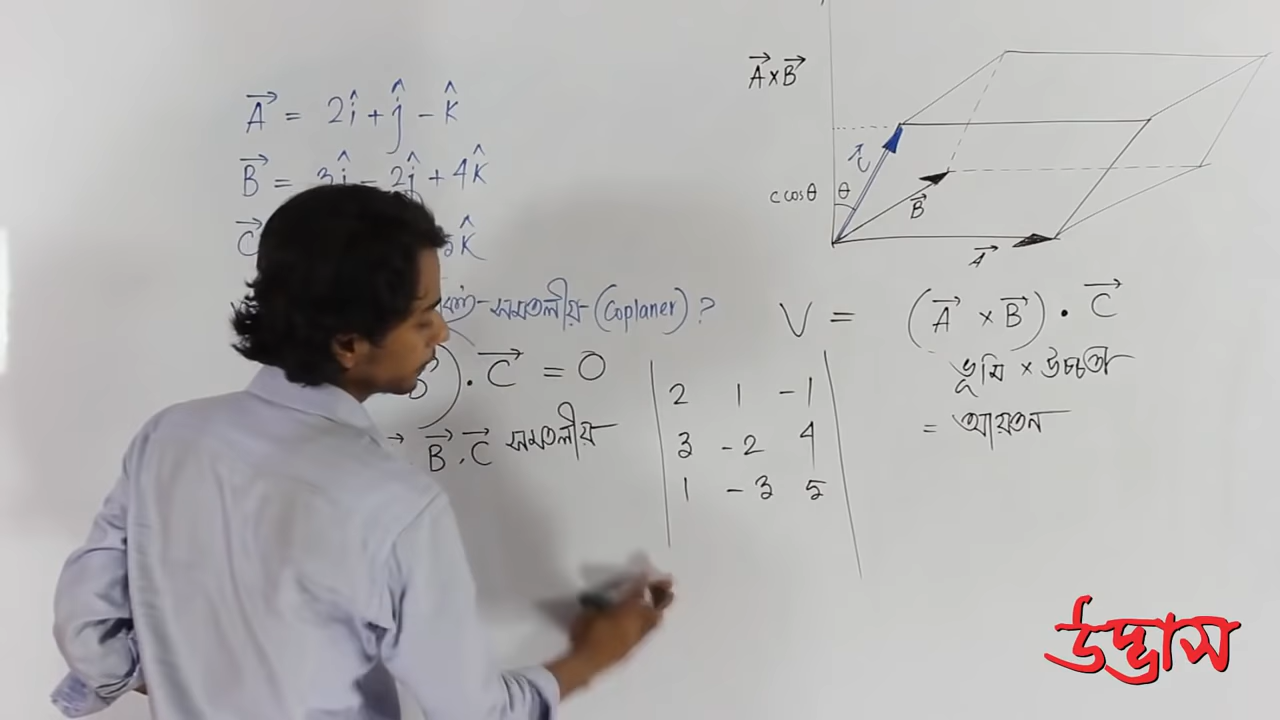 A⃗ = 2î + ĵ - k̂
B⃗ = 3î - 2ĵ + 4k̂
C⃗ k̂
সমতলীয় (Coplaner) ?
B⃗) . C⃗ = 0
B⃗ , C⃗ সমতলীয়
2 1 -1
3 -2 4
1 -3 5
A⃗ × B⃗
c cosθ θ
B⃗
A⃗
V = (A⃗ × B⃗) · C⃗
ভূমি × উচ্চতা
= আয়তন
উদ্ভাস